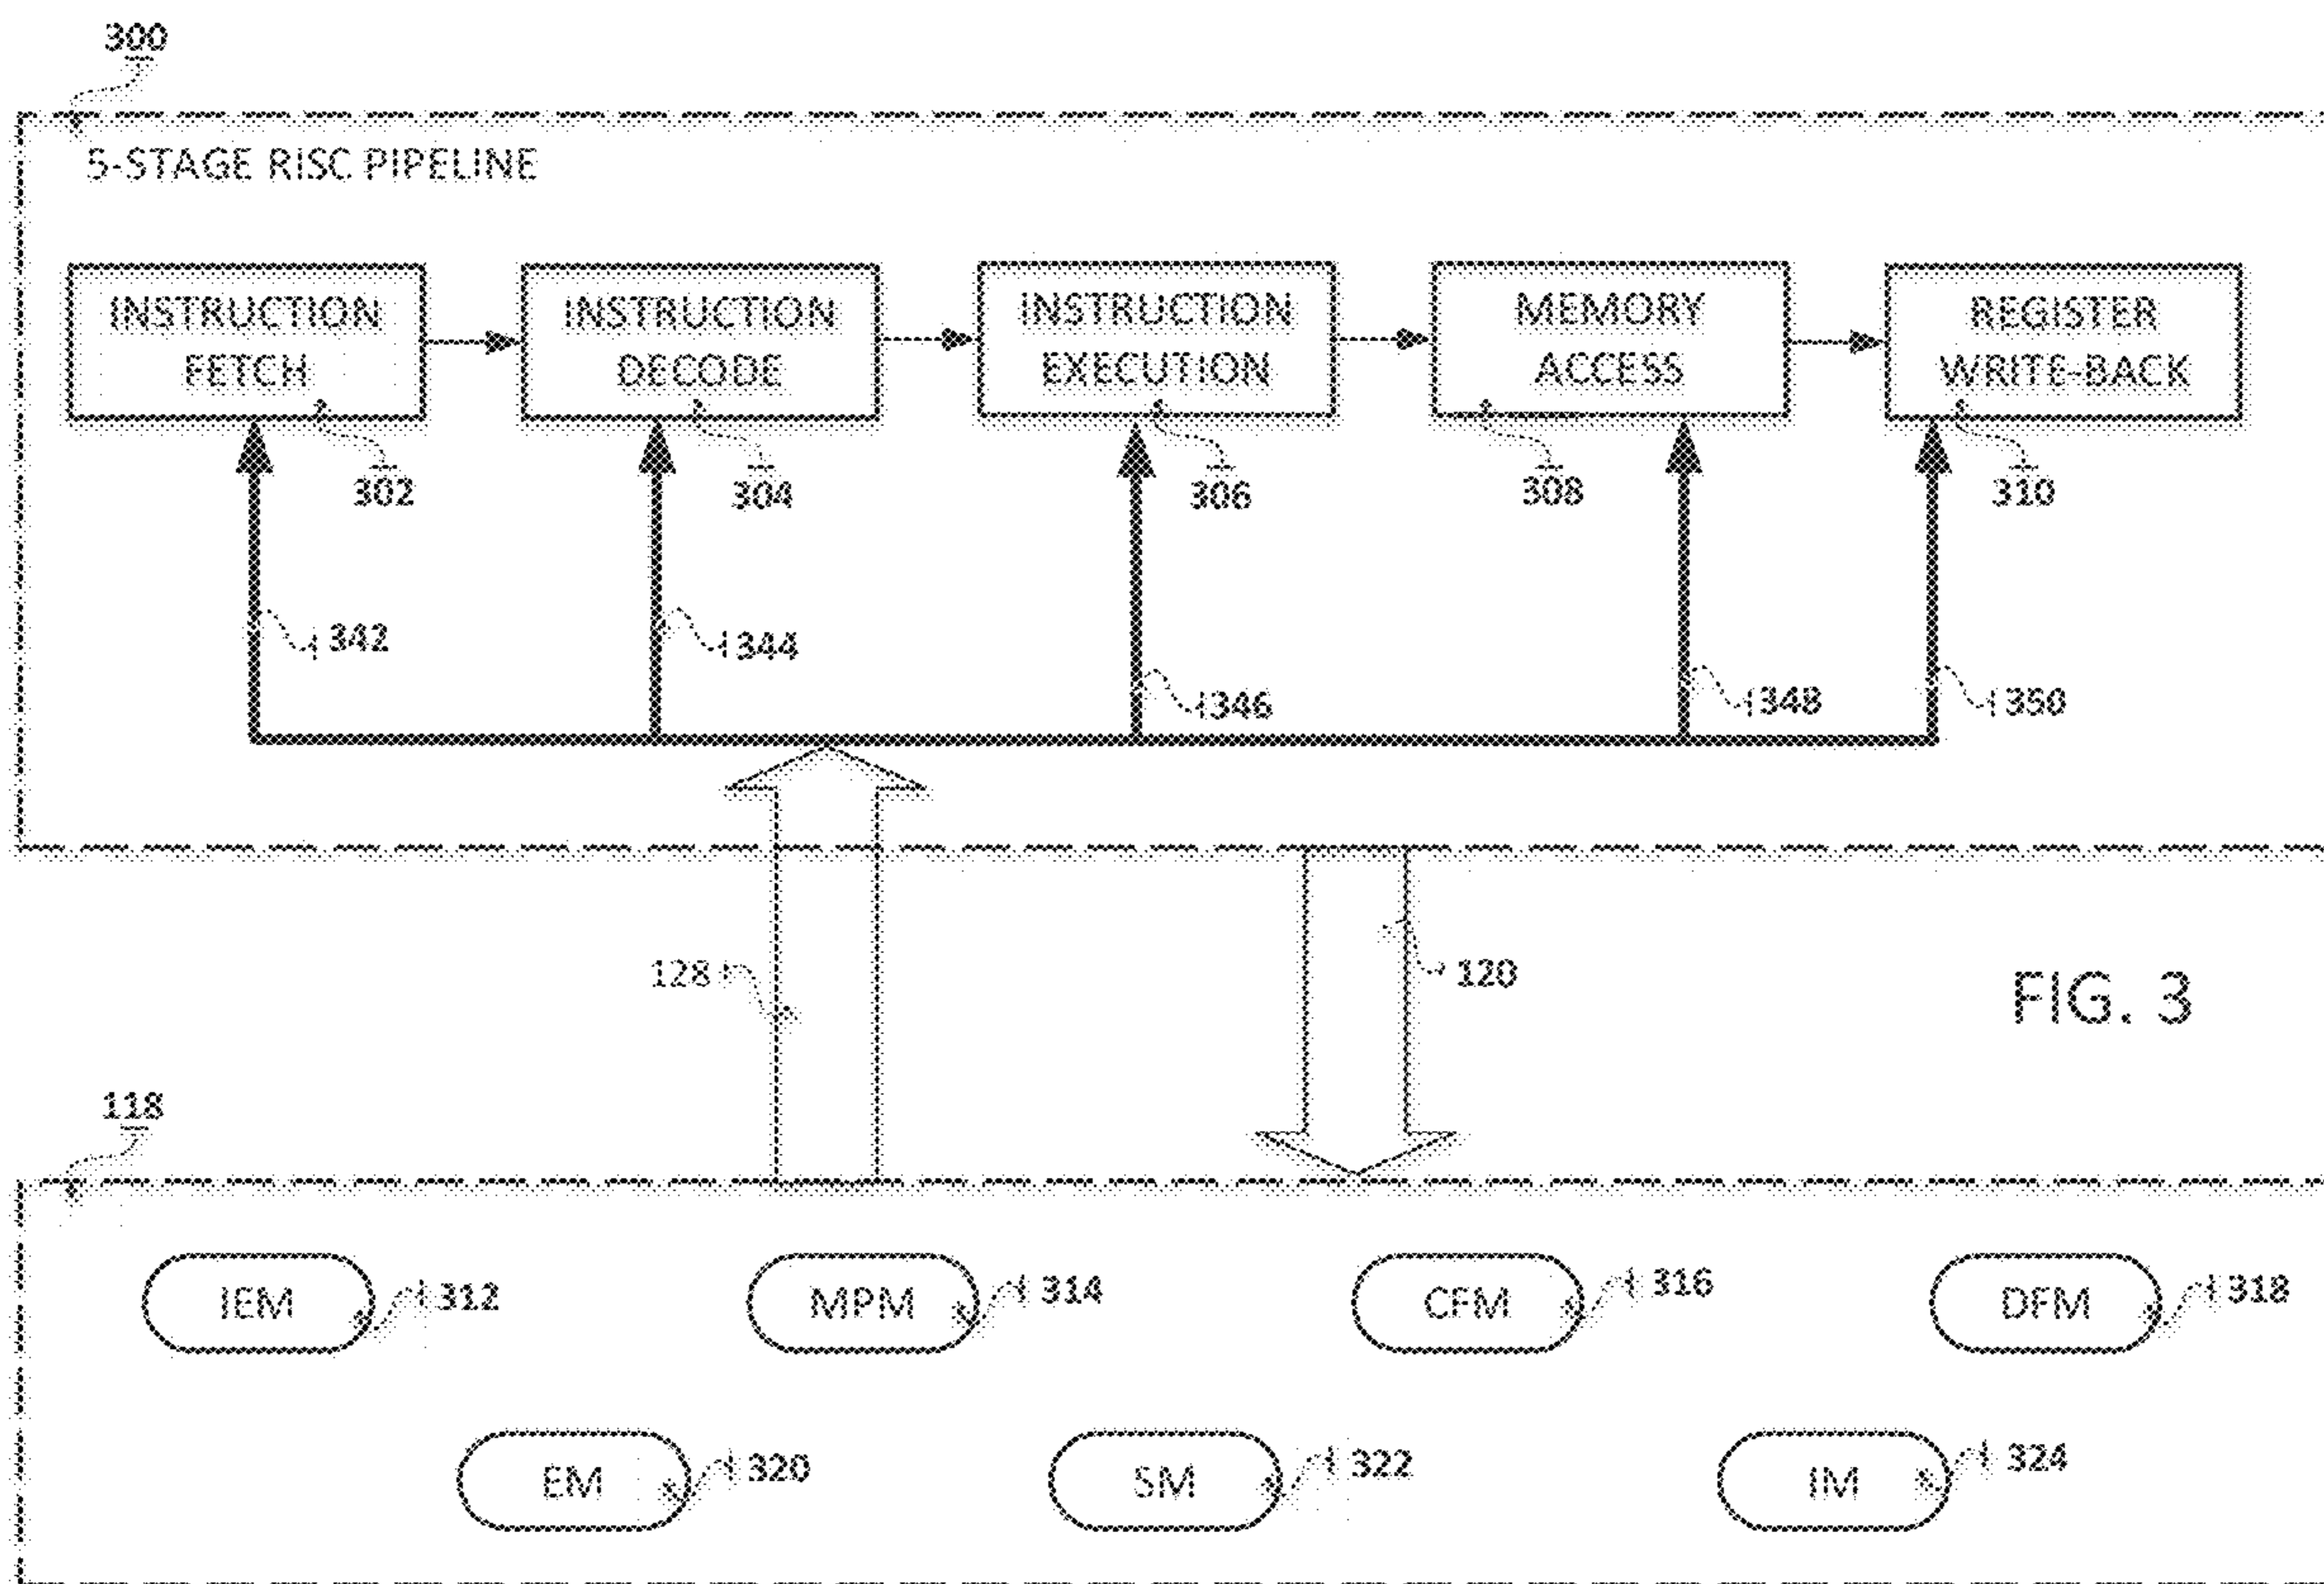 300
5-STAGE RISC PIPELINE
INSTRUCTION
FETCH
INSTRUCTION
DECODE
INSTRUCTION
EXECUTION
MEMORY
ACCESS
REGISTER
WRITE-BACK
302
304
306
308
310
342
344
346
348
350
128
120
FIG. 3
118
IEM
312
MPM
314
CFM
316
DFM
318
EM
320
SM
322
IM
324